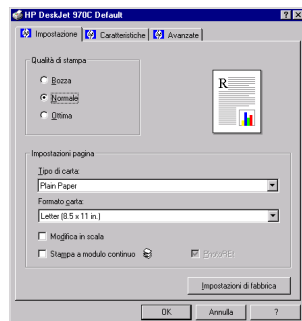 HP DeskJet 970C Default
Impostazione Caratteristiche Avanzate
Qualità di stampa
Bozza
Normale
Ottima
R
Impostazioni pagina
Tipo di carta:
Plain Paper
Formato carta:
Letter (8.5 x 11 in.)
Modifica in scala
Stampa a modulo continuo PhotoREt
Impostazioni di fabbrica
OK Annulla ?